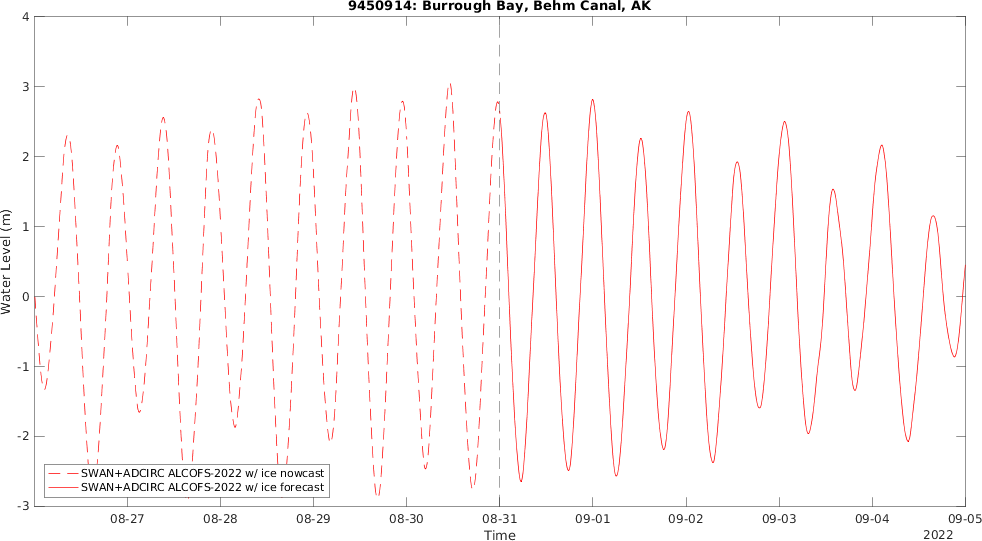 9450914: Burrough Bay, Behm Canal, AK
4
3
2
1
0
-1
-2
-3
Water Level (m)
SWAN+ADCIRC ALCOFS-2022 w/ ice nowcast
SWAN+ADCIRC ALCOFS-2022 w/ ice forecast
08-27 08-28 08-29 08-30 08-31 09-01 09-02 09-03 09-04 09-05
Time
2022